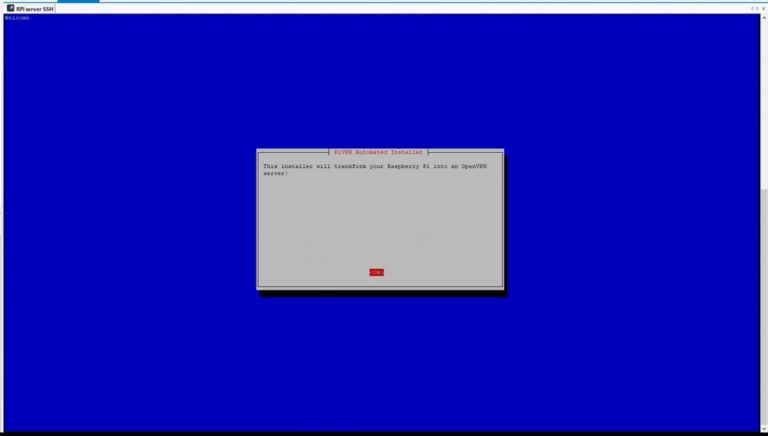 RPi server SSH
Welcome
PiVPN Automated Installer
This installer will transform your Raspberry Pi into an OpenVPN
server!
<Ok>